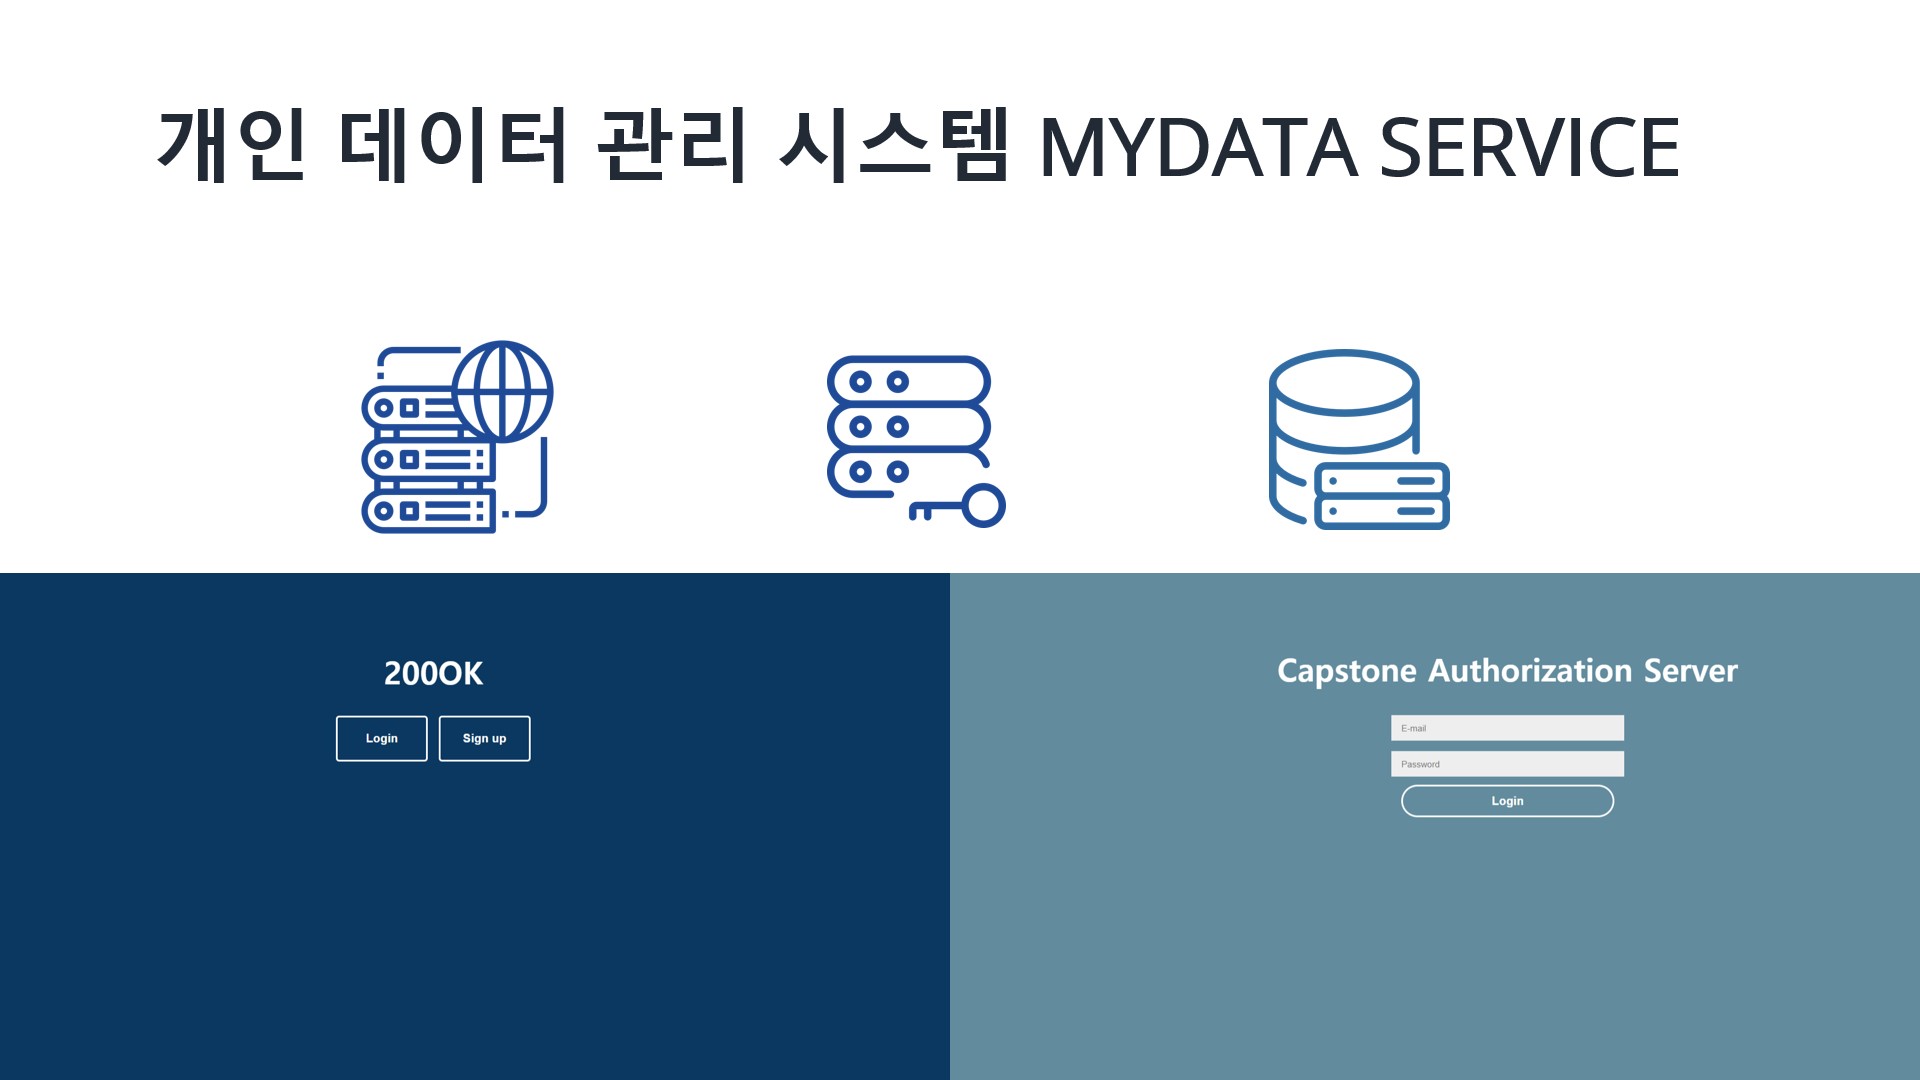 개인 데이터 관리 시스템 MYDATA SERVICE
200OK
Login Sign up
Capstone Authorization Server
E-mail
Password
Login